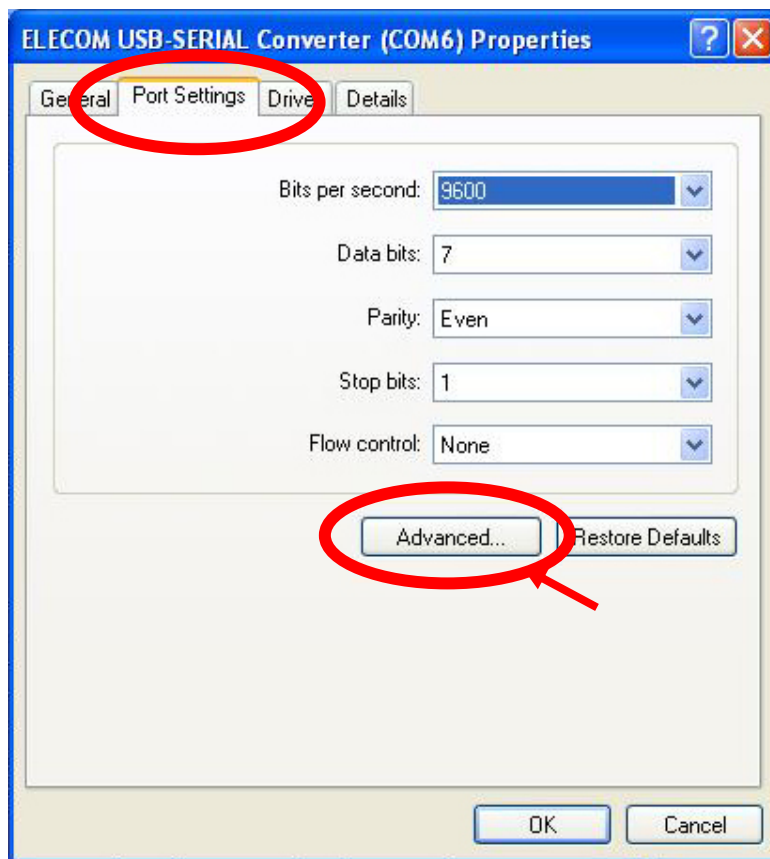 ELECOM USB-SERIAL Converter (COM6) Properties
General Port Settings Driver Details
Bits per second: 9600
Data bits: 7
Parity: Even
Stop bits: 1
Flow control: None
Advanced... Restore Defaults
OK Cancel